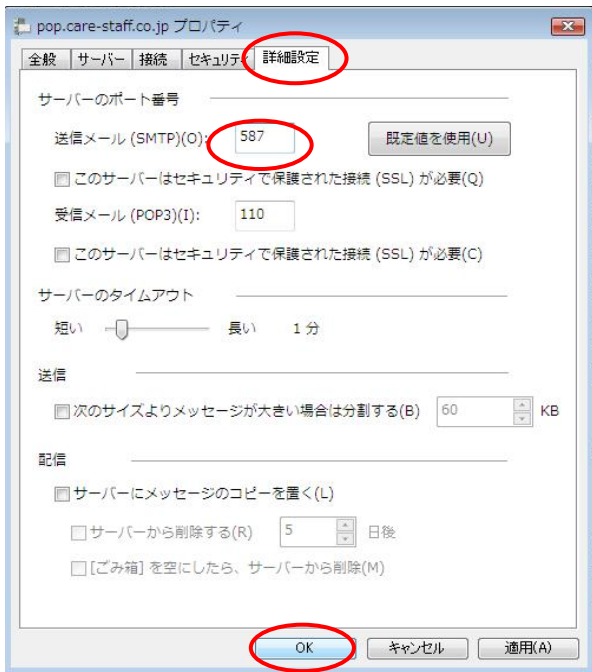 pop.care-staff.co.jp プロパティ
全般 サーバー 接続 セキュリティ 詳細設定
サーバーのポート番号
送信メール (SMTP)(O): 587 既定値を使用(U)
このサーバーはセキュリティで保護された接続 (SSL) が必要(Q)
受信メール (POP3)(I): 110
このサーバーはセキュリティで保護された接続 (SSL) が必要(C)
サーバーのタイムアウト
短い 長い 1 分
送信
次のサイズよりメッセージが大きい場合は分割する(B) 60 KB
配信
サーバーにメッセージのコピーを置く(L)
サーバーから削除する(R) 5 日後
[ごみ箱] を空にしたら、サーバーから削除(M)
OK キャンセル 適用(A)